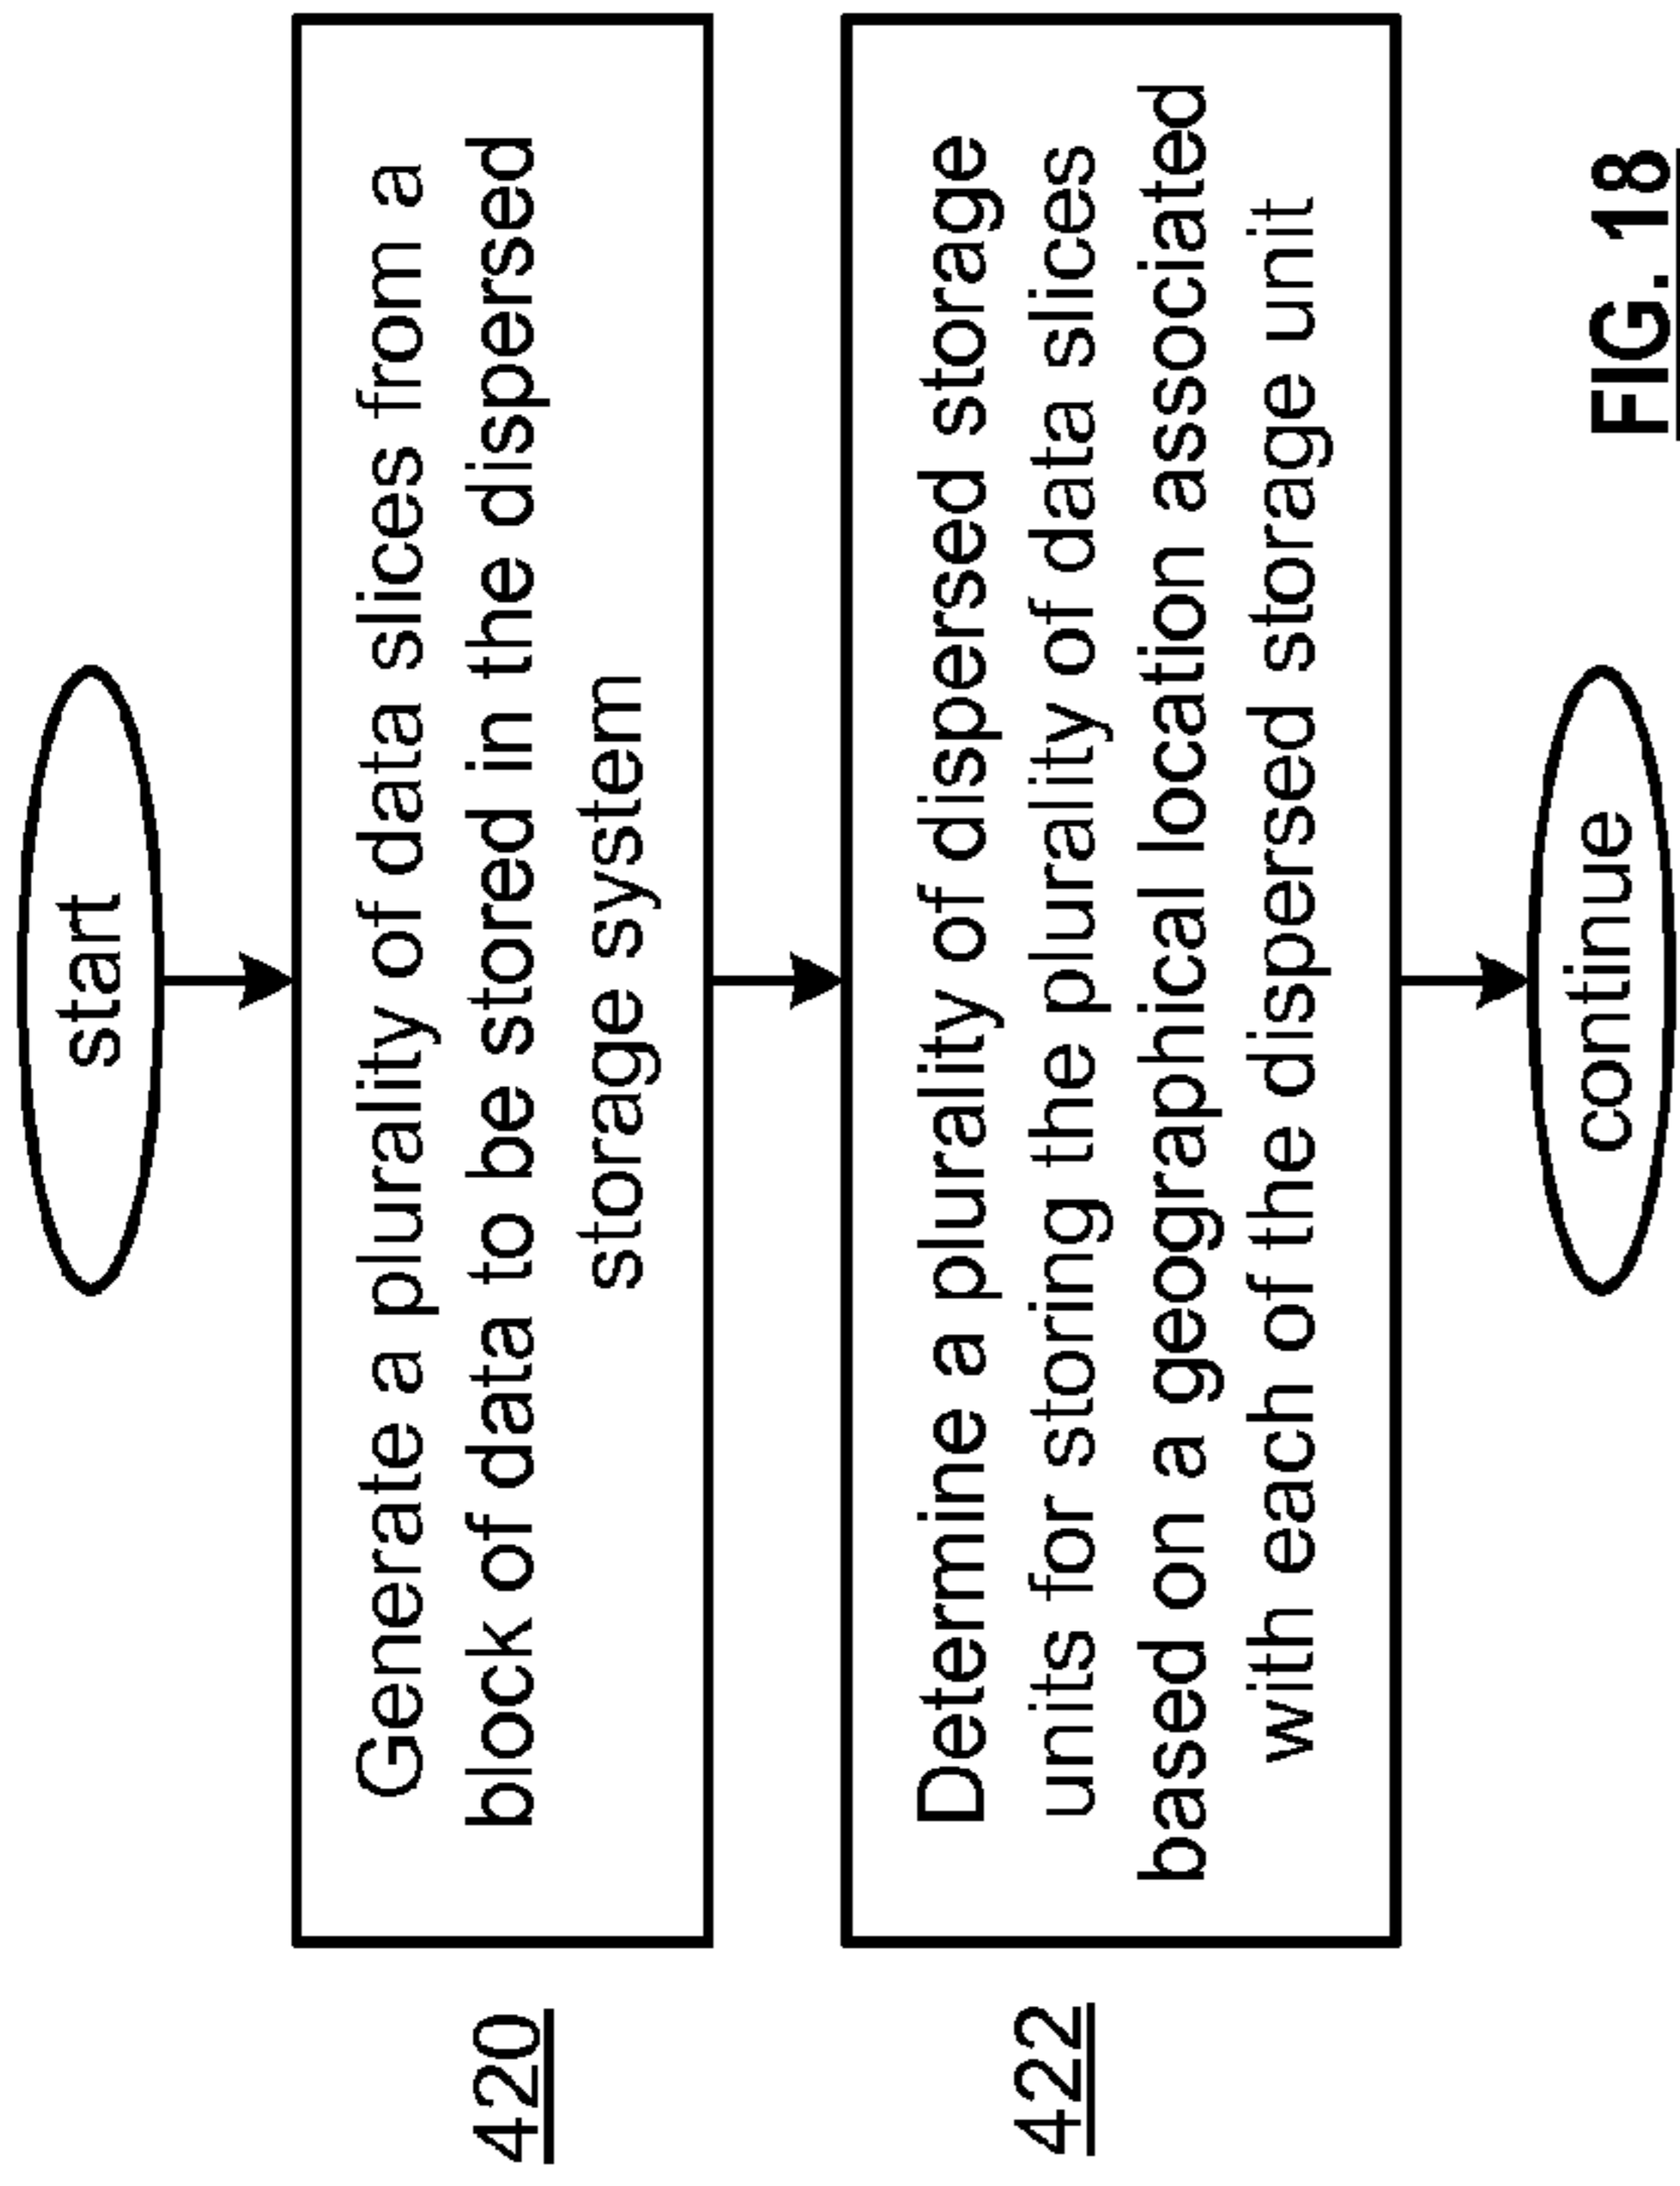 start
420
Generate a plurality of data slices from a
block of data to be stored in the dispersed
storage system
422
Determine a plurality of dispersed storage
units for storing the plurality of data slices
based on a geographical location associated
with each of the dispersed storage unit
continue
FIG. 18